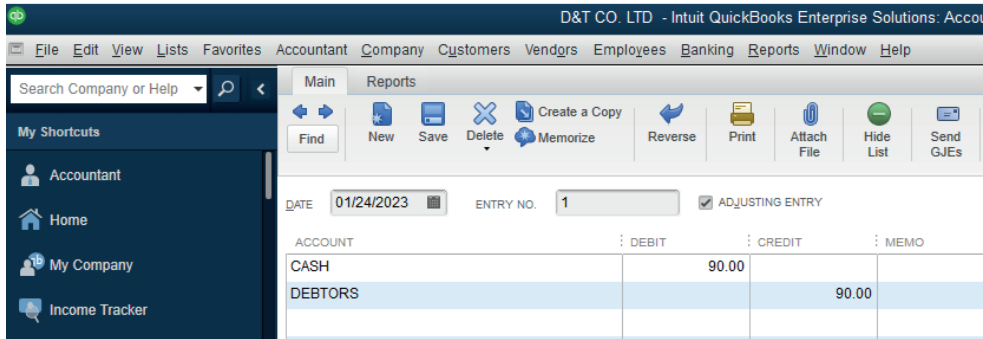 qb
D&T CO. LTD - Intuit QuickBooks Enterprise Solutions: Accou
File Edit View Lists Favorites Accountant Company Customers Vendors Employees Banking Reports Window Help
Search Company or Help
Main Reports
Find New Save Delete Create a Copy Memorize Reverse Print Attach File Hide List Send GJEs
My Shortcuts
Accountant
Home
My Company
Income Tracker
DATE 01/24/2023 ENTRY NO. 1 ADJUSTING ENTRY
ACCOUNT DEBIT CREDIT MEMO
CASH 90.00
DEBTORS 90.00